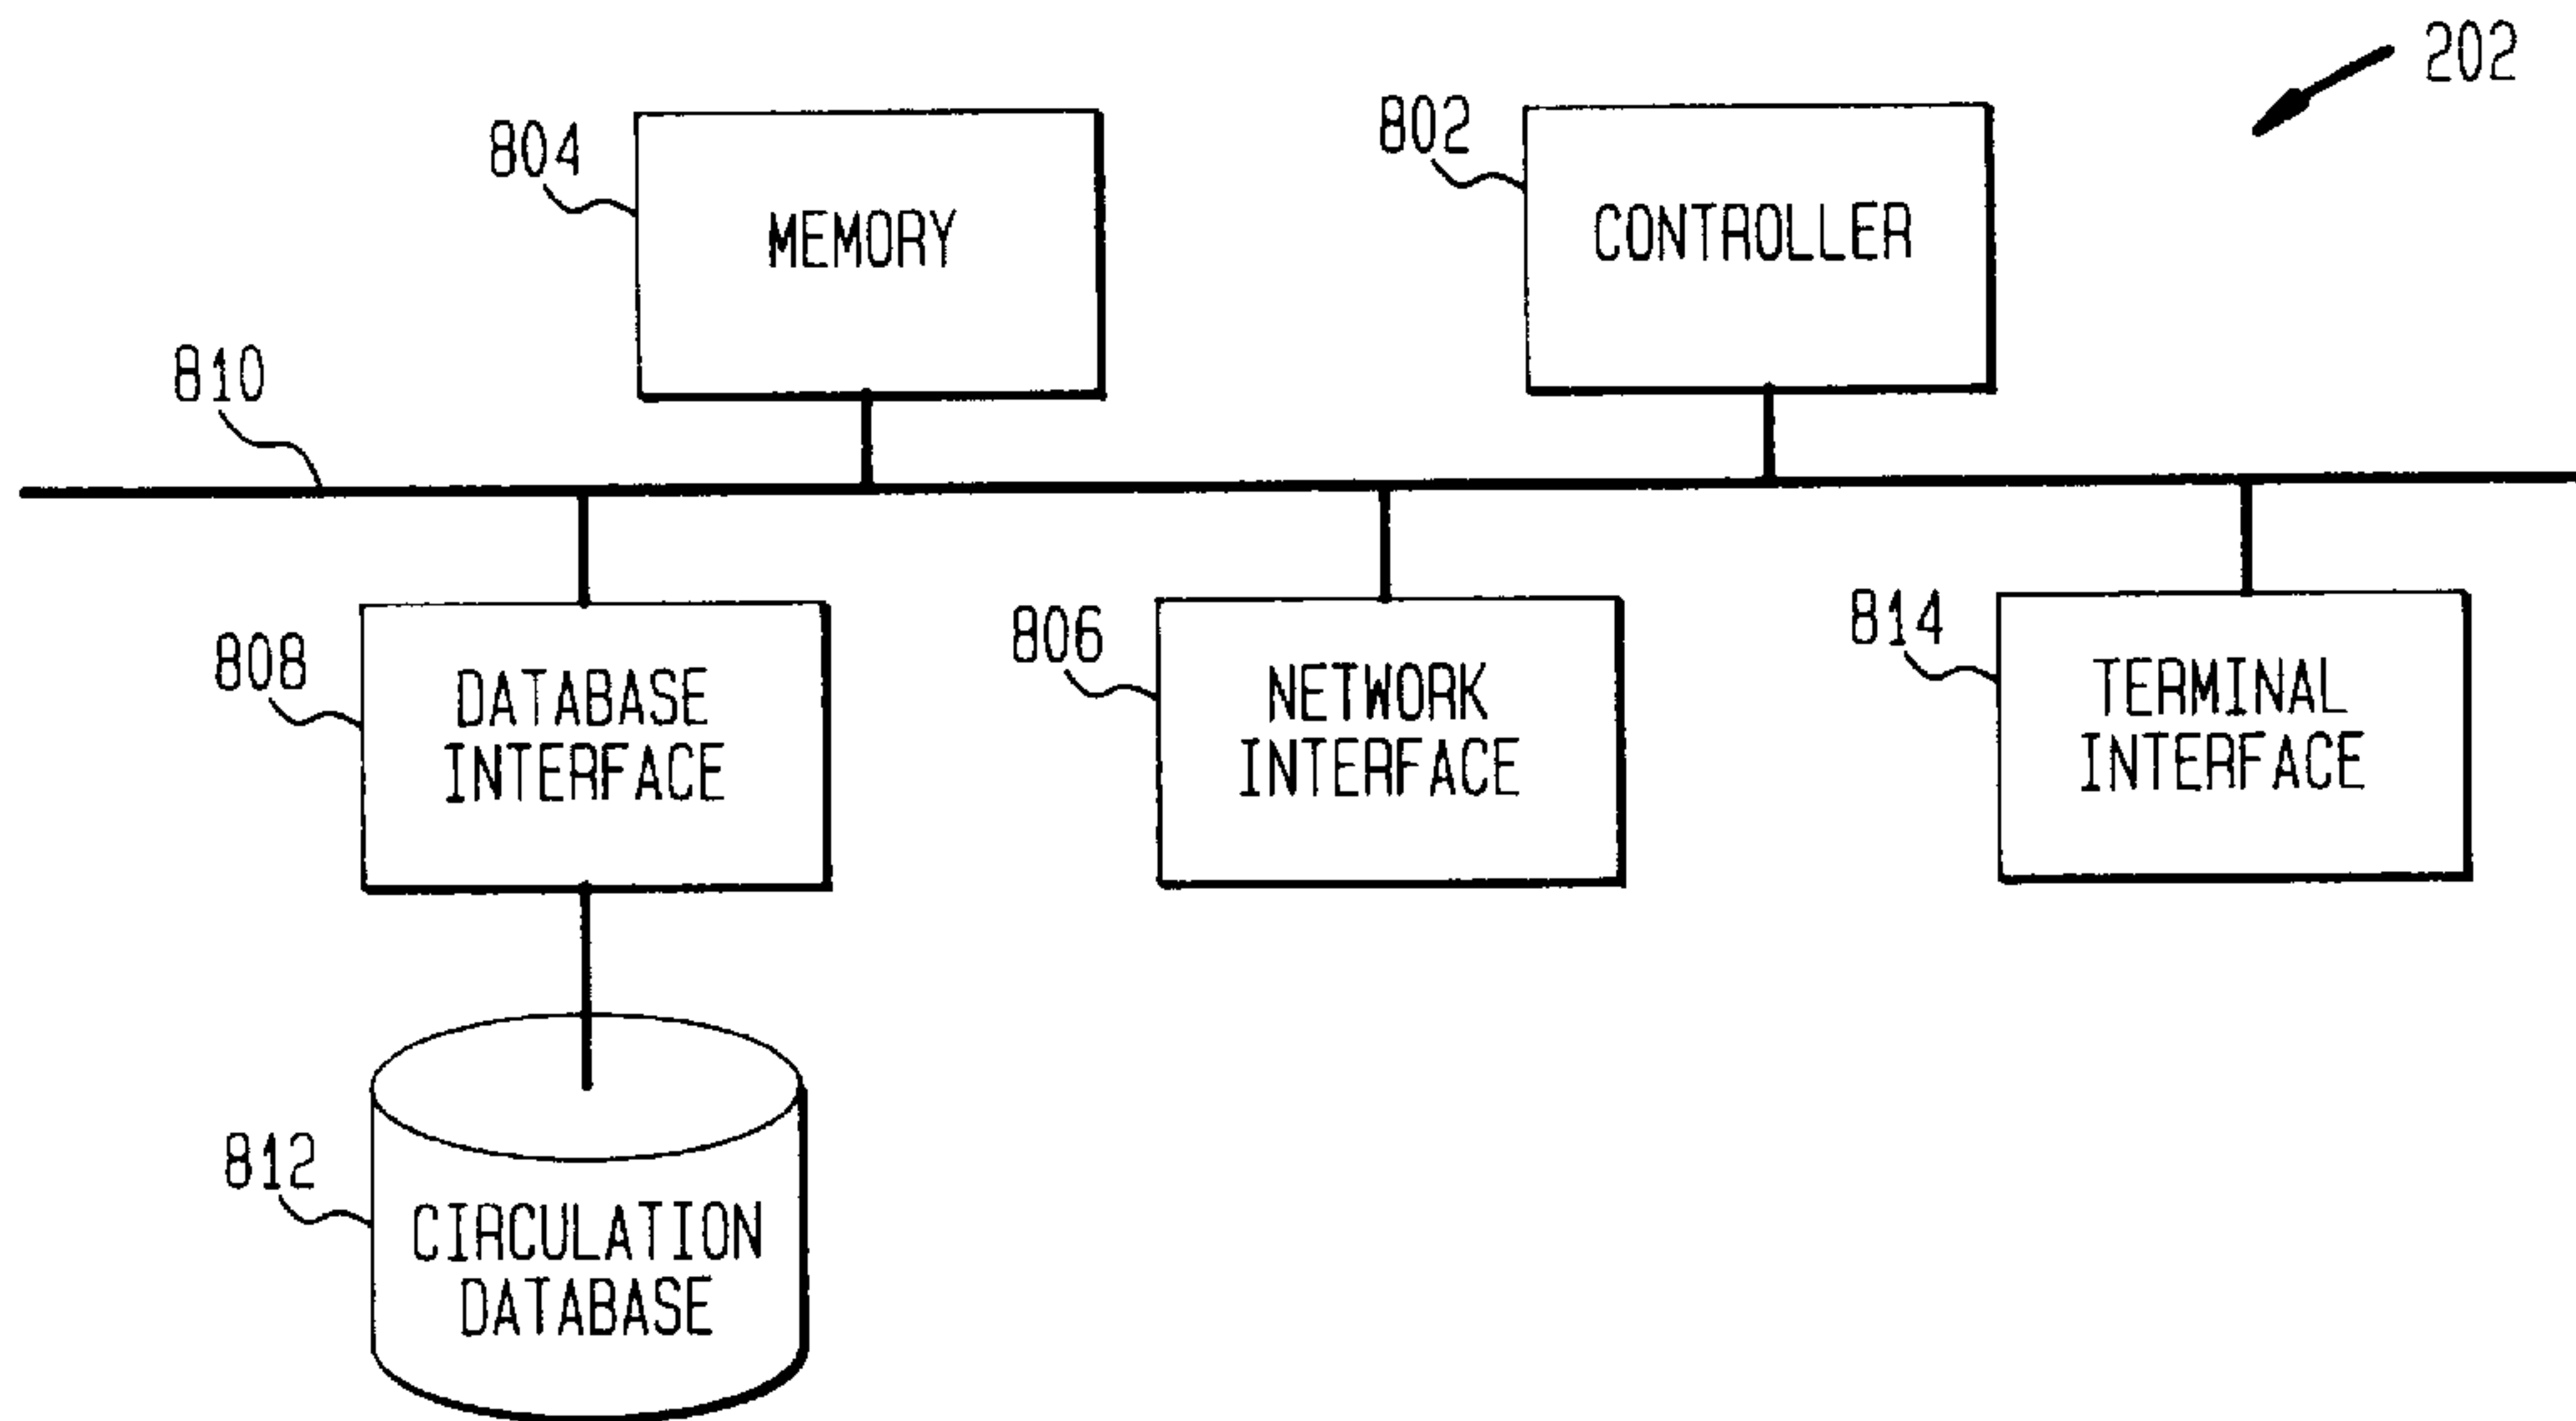 202
804
MEMORY
802
CONTROLLER
810
808
DATABASE
INTERFACE
806
NETWORK
INTERFACE
814
TERMINAL
INTERFACE
812
CIRCULATION
DATABASE